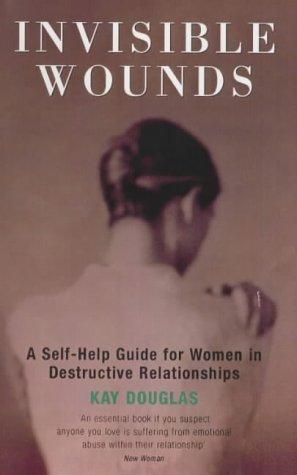 INVISIBLE
WOUNDS
A Self-Help Guide for Women in
Destructive Relationships
KAY DOUGLAS
'An essential book if you suspect
anyone you love is suffering from emotional
abuse within their relationship'
New Woman